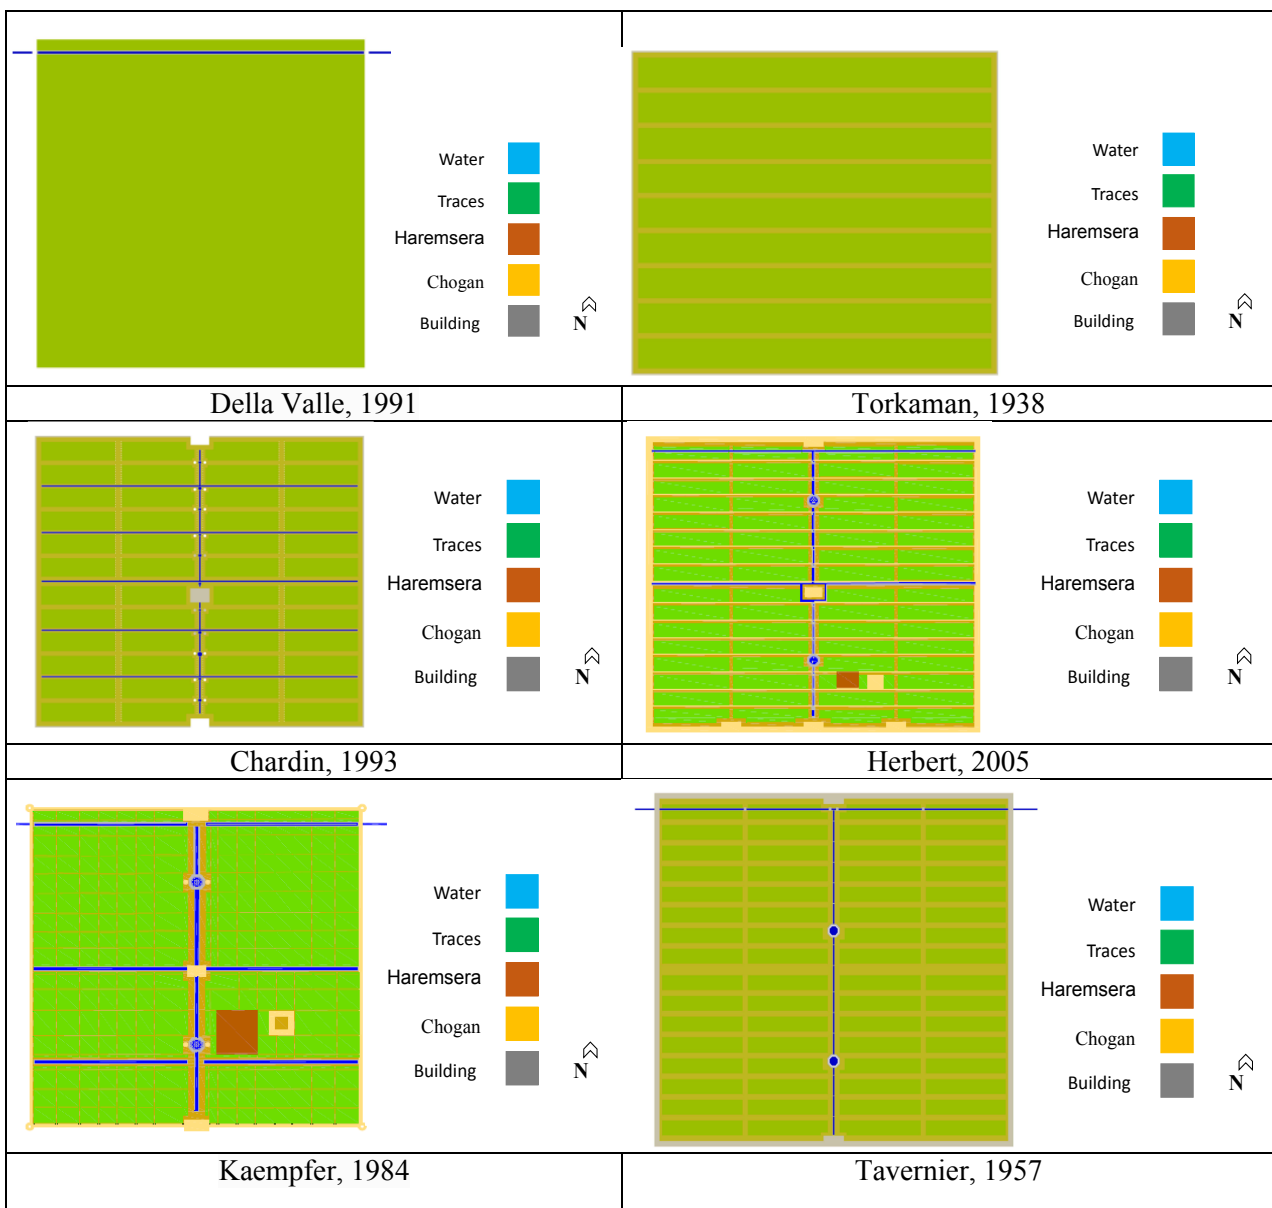 Water
Traces
Haremsera
Chogan
Building
N
Water
Traces
Haremsera
Chogan
Building
N
Della Valle, 1991
Torkaman, 1938
Water
Traces
Haremsera
Chogan
Building
N
Water
Traces
Haremsera
Chogan
Building
N
Chardin, 1993
Herbert, 2005
Water
Traces
Haremsera
Chogan
Building
N
Water
Traces
Haremsera
Chogan
Building
N
Kaempfer, 1984
Tavernier, 1957